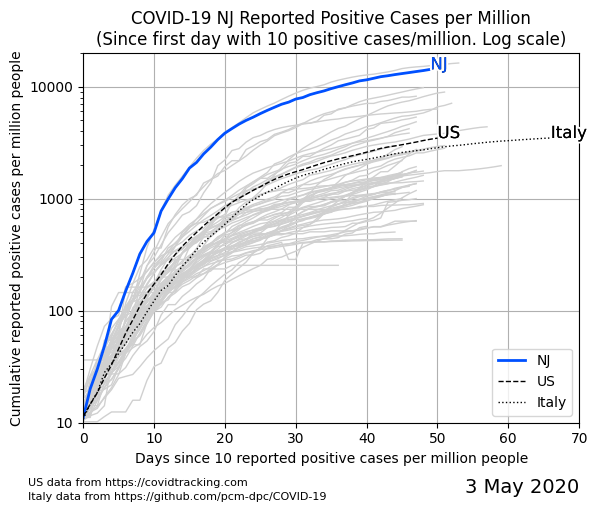 COVID-19 NJ Reported Positive Cases per Million
(Since first day with 10 positive cases/million. Log scale)
Cumulative reported positive cases per million people
10000
1000
100
10
NJ
US
Italy
NJ
US
Italy
0 10 20 30 40 50 60 70
Days since 10 reported positive cases per million people
US data from https://covidtracking.com
Italy data from https://github.com/pcm-dpc/COVID-19
3 May 2020